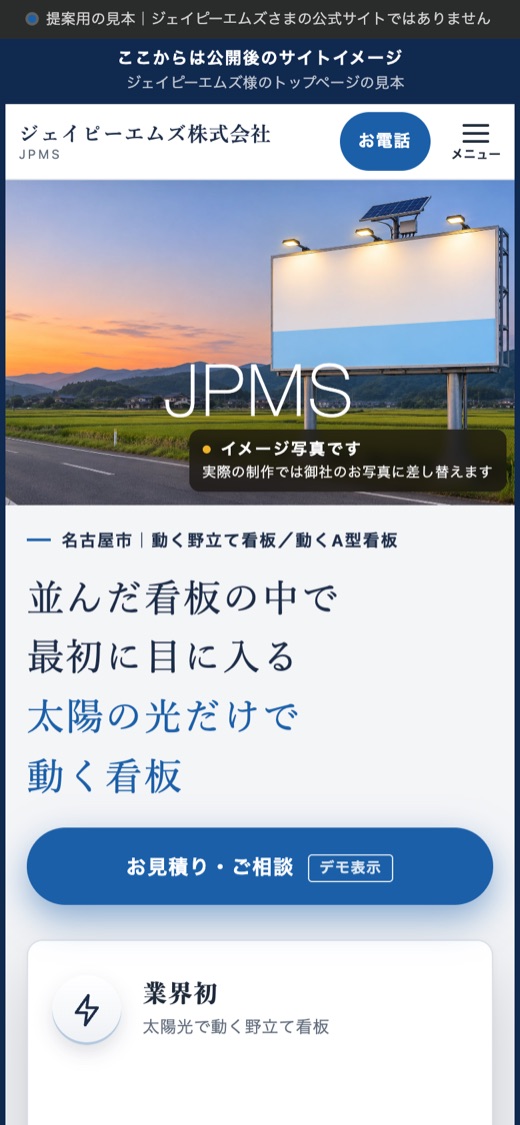 提案用の見本｜ジェイピーエムズさまの公式サイトではありません
ここからは公開後のサイトイメージ
ジェイピーエムズ様のトップページの見本
ジェイピーエムズ株式会社
JPMS
お電話
メニュー
JPMS
イメージ写真です
実際の制作では御社のお写真に差し替えます
名古屋市｜動く野立て看板／動くA型看板
並んだ看板の中で
最初に目に入る
太陽の光だけで
動く看板
お見積り・ご相談 デモ表示
業界初
太陽光で動く野立て看板